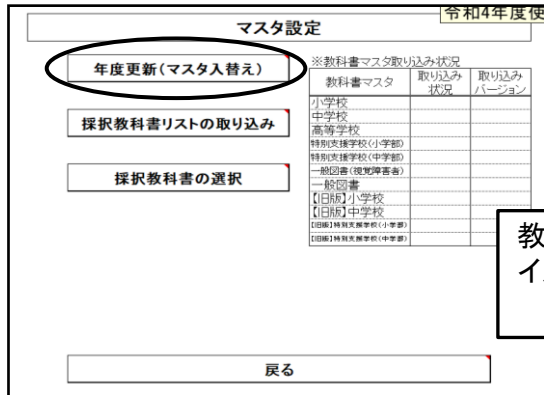 令和4年度使
マスタ設定
年度更新(マスタ入替え)
※教科書マスタ取り込み状況
教科書マスタ
取り込み
状況
取り込み
バージョン
採択教科書リストの取り込み
小学校
中学校
高等学校
特別支援学校(小学部)
特別支援学校(中学部)
一般図書(視覚障害者)
一般図書
【旧版】小学校
【旧版】中学校
【旧版】特別支援学校(小学部)
【旧版】特別支援学校(中学部)
採択教科書の選択
教
戻る